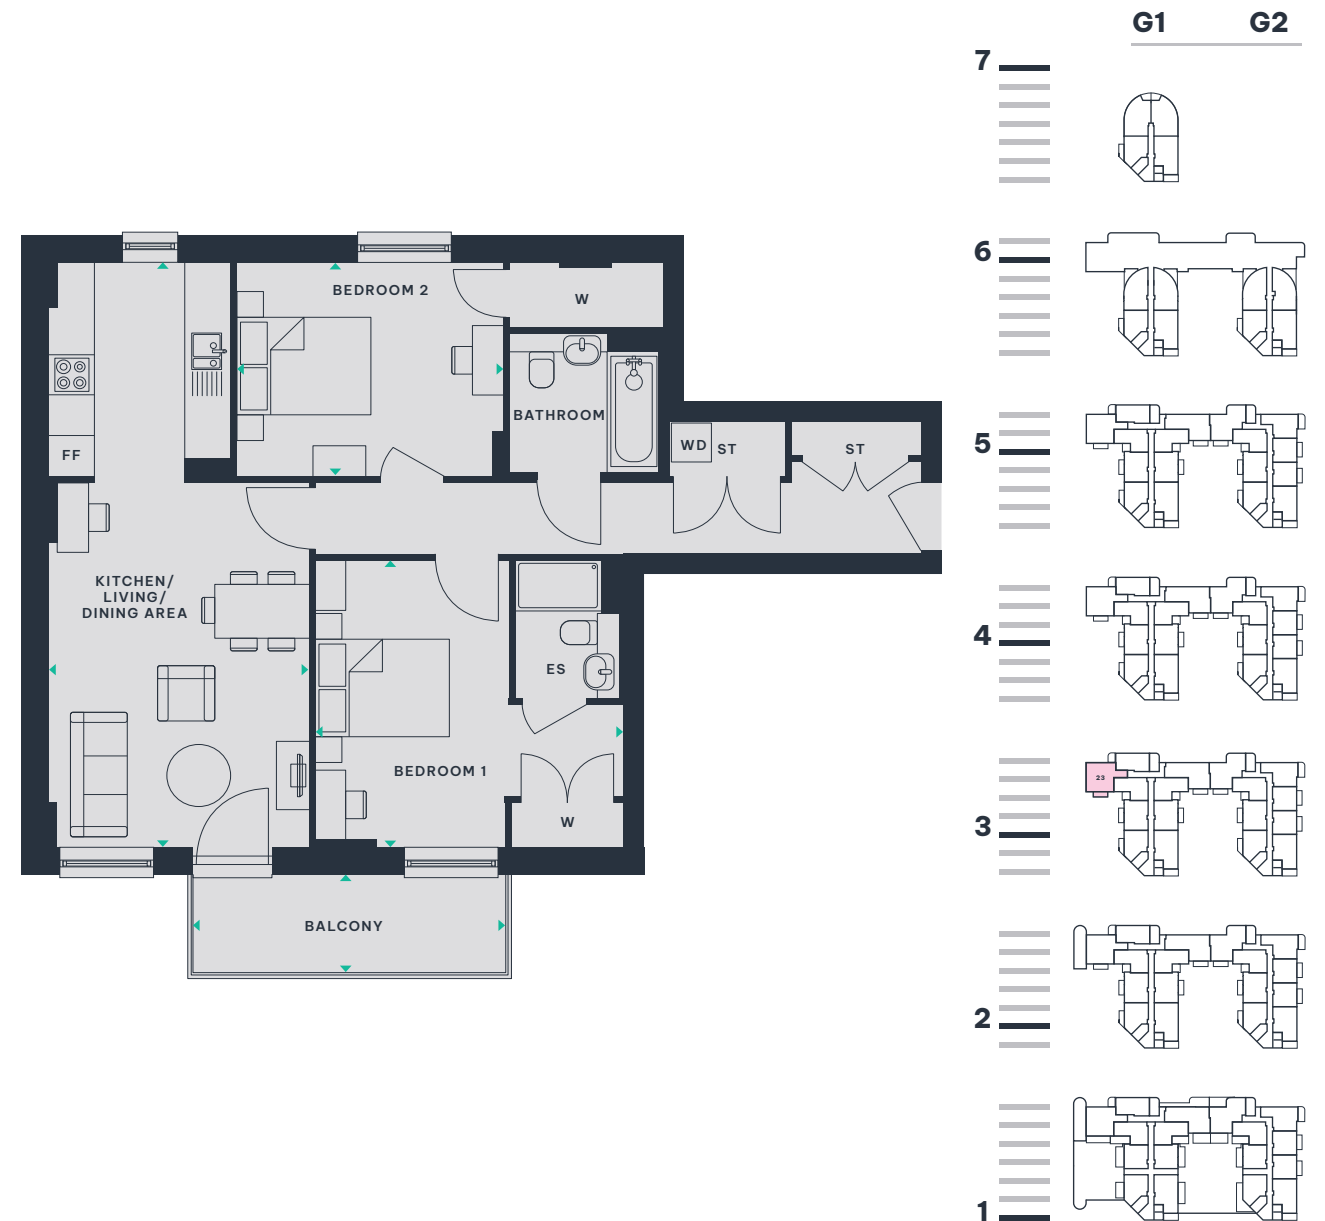 G1 G2
7
6
5
4
3
2
1
23
BEDROOM 2
W
BATHROOM
WD ST
ST
FF
KITCHEN/
LIVING/
DINING AREA
ES
BEDROOM 1
W
BALCONY